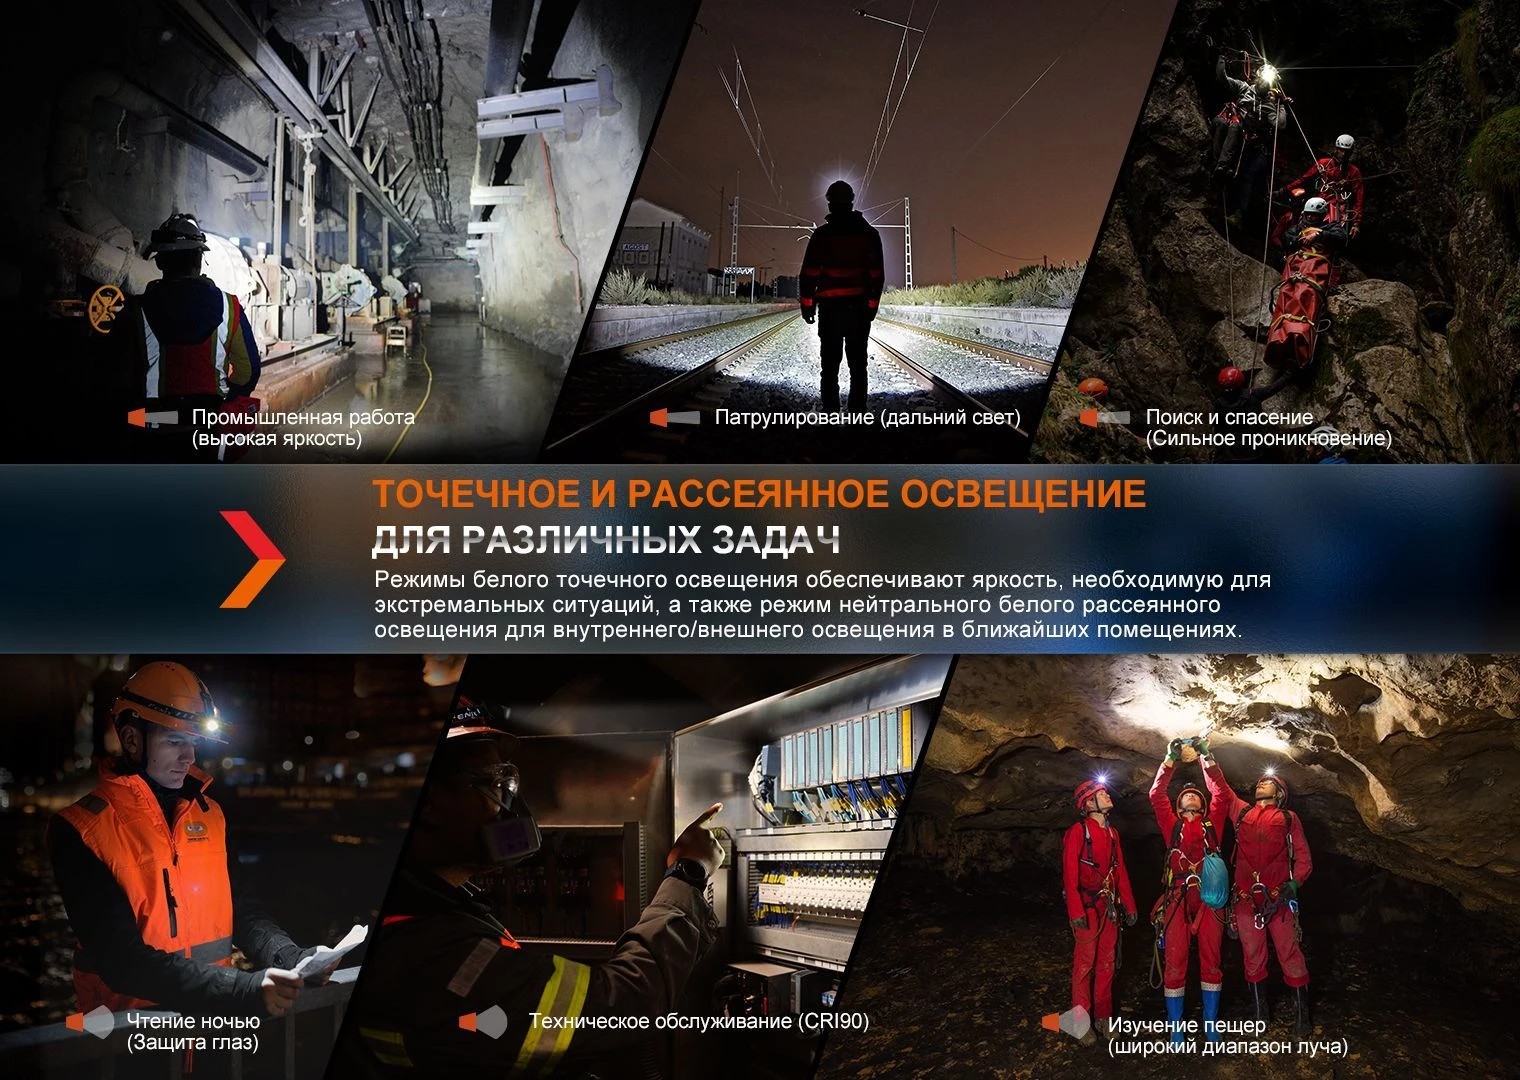 AGOST
Промышленная работа
(высокая яркость)
Патрулирование (дальний свет)
Поиск и спасение
(Сильное проникновение)
ТОЧЕЧНОЕ И РАССЕЯННОЕ ОСВЕЩЕНИЕ
ДЛЯ РАЗЛИЧНЫХ ЗАДАЧ
Режимы белого точечного освещения обеспечивают яркость, необходимую для
экстремальных ситуаций, а также режим нейтрального белого рассеянного
освещения для внутреннего/внешнего освещения в ближайших помещениях.
Чтение ночью
(Защита глаз)
Техническое обслуживание (CRI90)
Изучение пещер
(широкий диапазон луча)